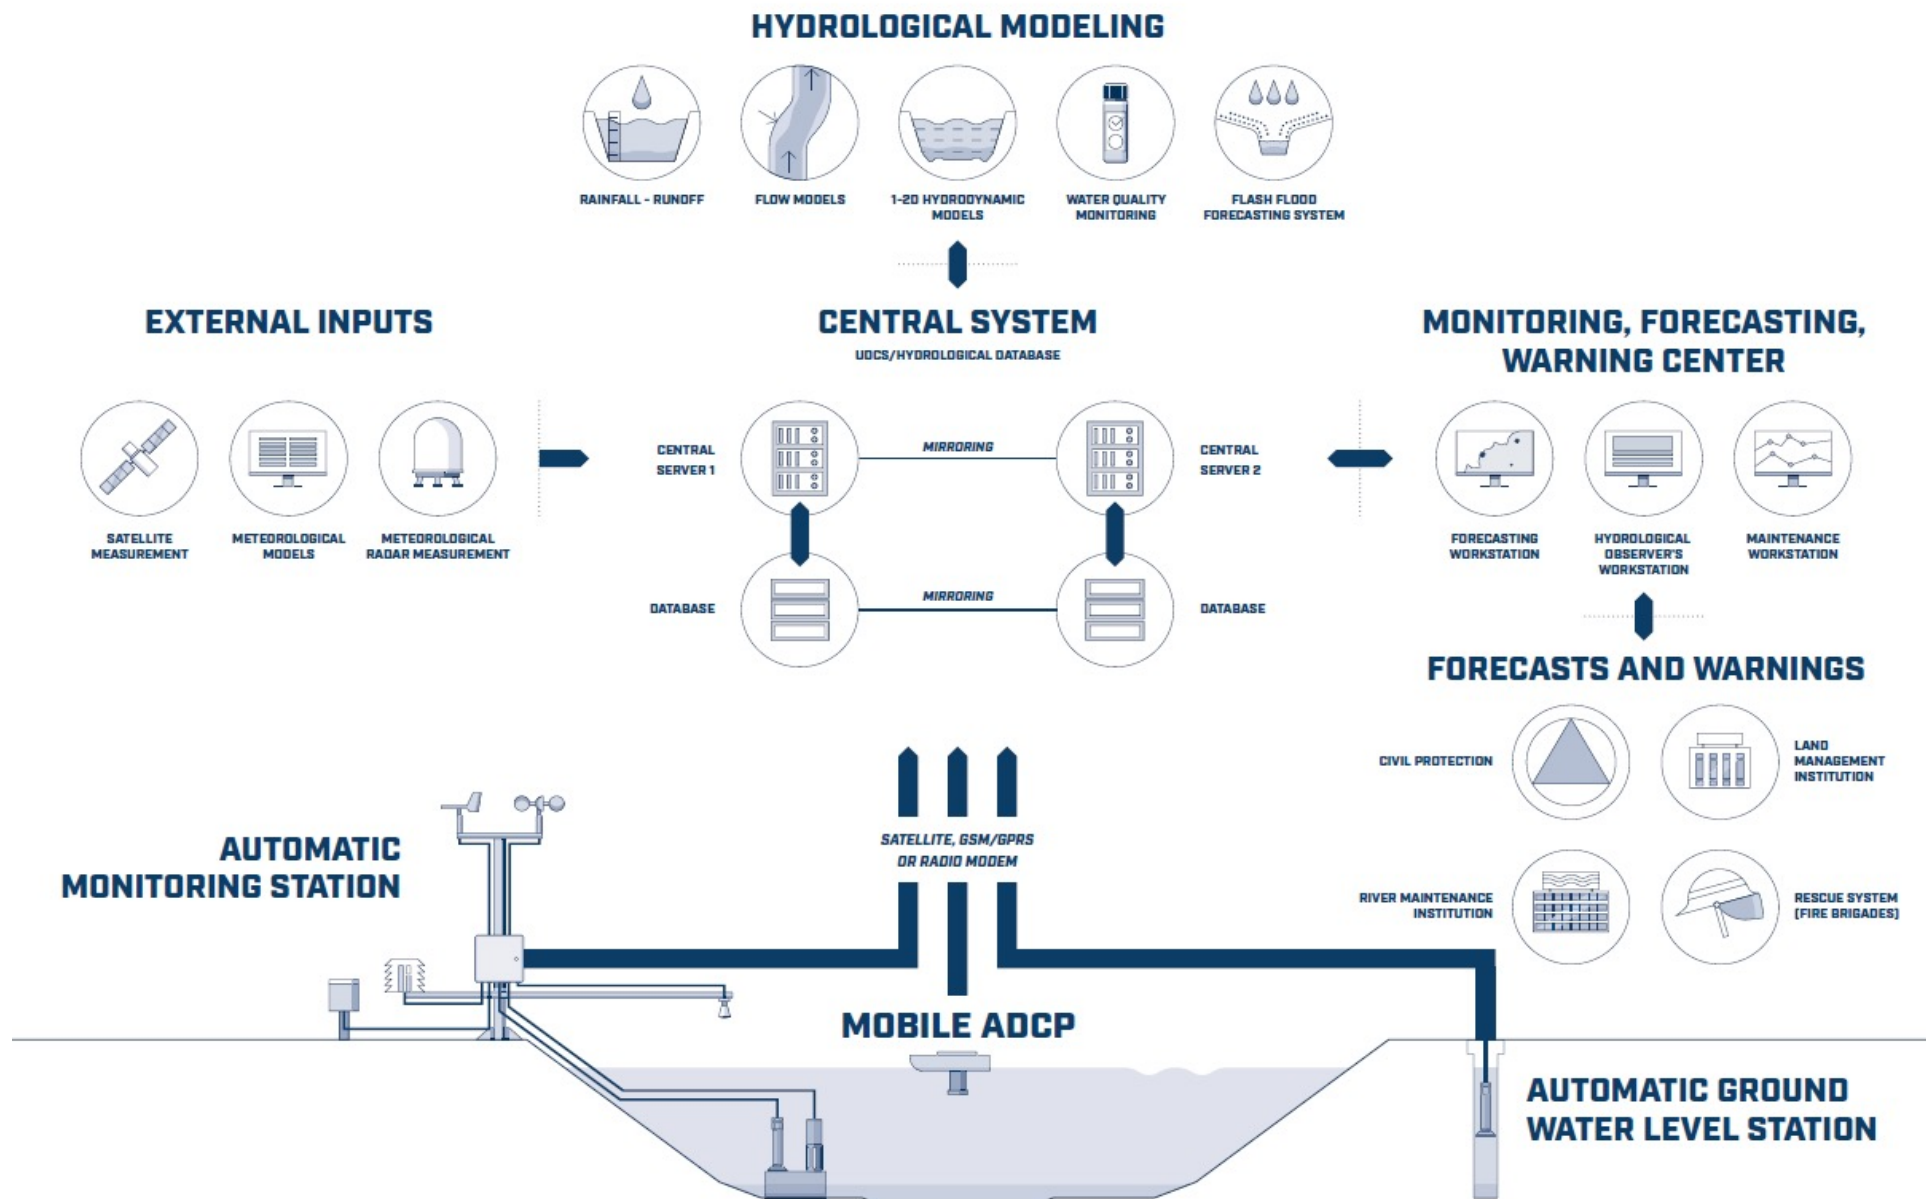 HYDROLOGICAL MODELING
RAINFALL - RUNOFF
FLOW MODELS
1-2D HYDRODYNAMIC
MODELS
WATER QUALITY
MONITORING
FLASH FLOOD
FORECASTING SYSTEM
EXTERNAL INPUTS
SATELLITE
MEASUREMENT
METEOROLOGICAL
MODELS
METEOROLOGICAL
RADAR MEASUREMENT
CENTRAL SYSTEM
UDCS/HYDROLOGICAL DATABASE
CENTRAL
SERVER 1
MIRRORING
CENTRAL
SERVER 2
DATABASE
MIRRORING
DATABASE
MONITORING, FORECASTING,
WARNING CENTER
FORECASTING
WORKSTATION
HYDROLOGICAL
OBSERVER'S
WORKSTATION
MAINTENANCE
WORKSTATION
FORECASTS AND WARNINGS
CIVIL PROTECTION
LAND
MANAGEMENT
INSTITUTION
RIVER MAINTENANCE
INSTITUTION
RESCUE SYSTEM
(FIRE BRIGADES)
SATELLITE, GSM/GPRS
OR RADIO MODEM
AUTOMATIC
MONITORING STATION
MOBILE ADCP
AUTOMATIC GROUND
WATER LEVEL STATION